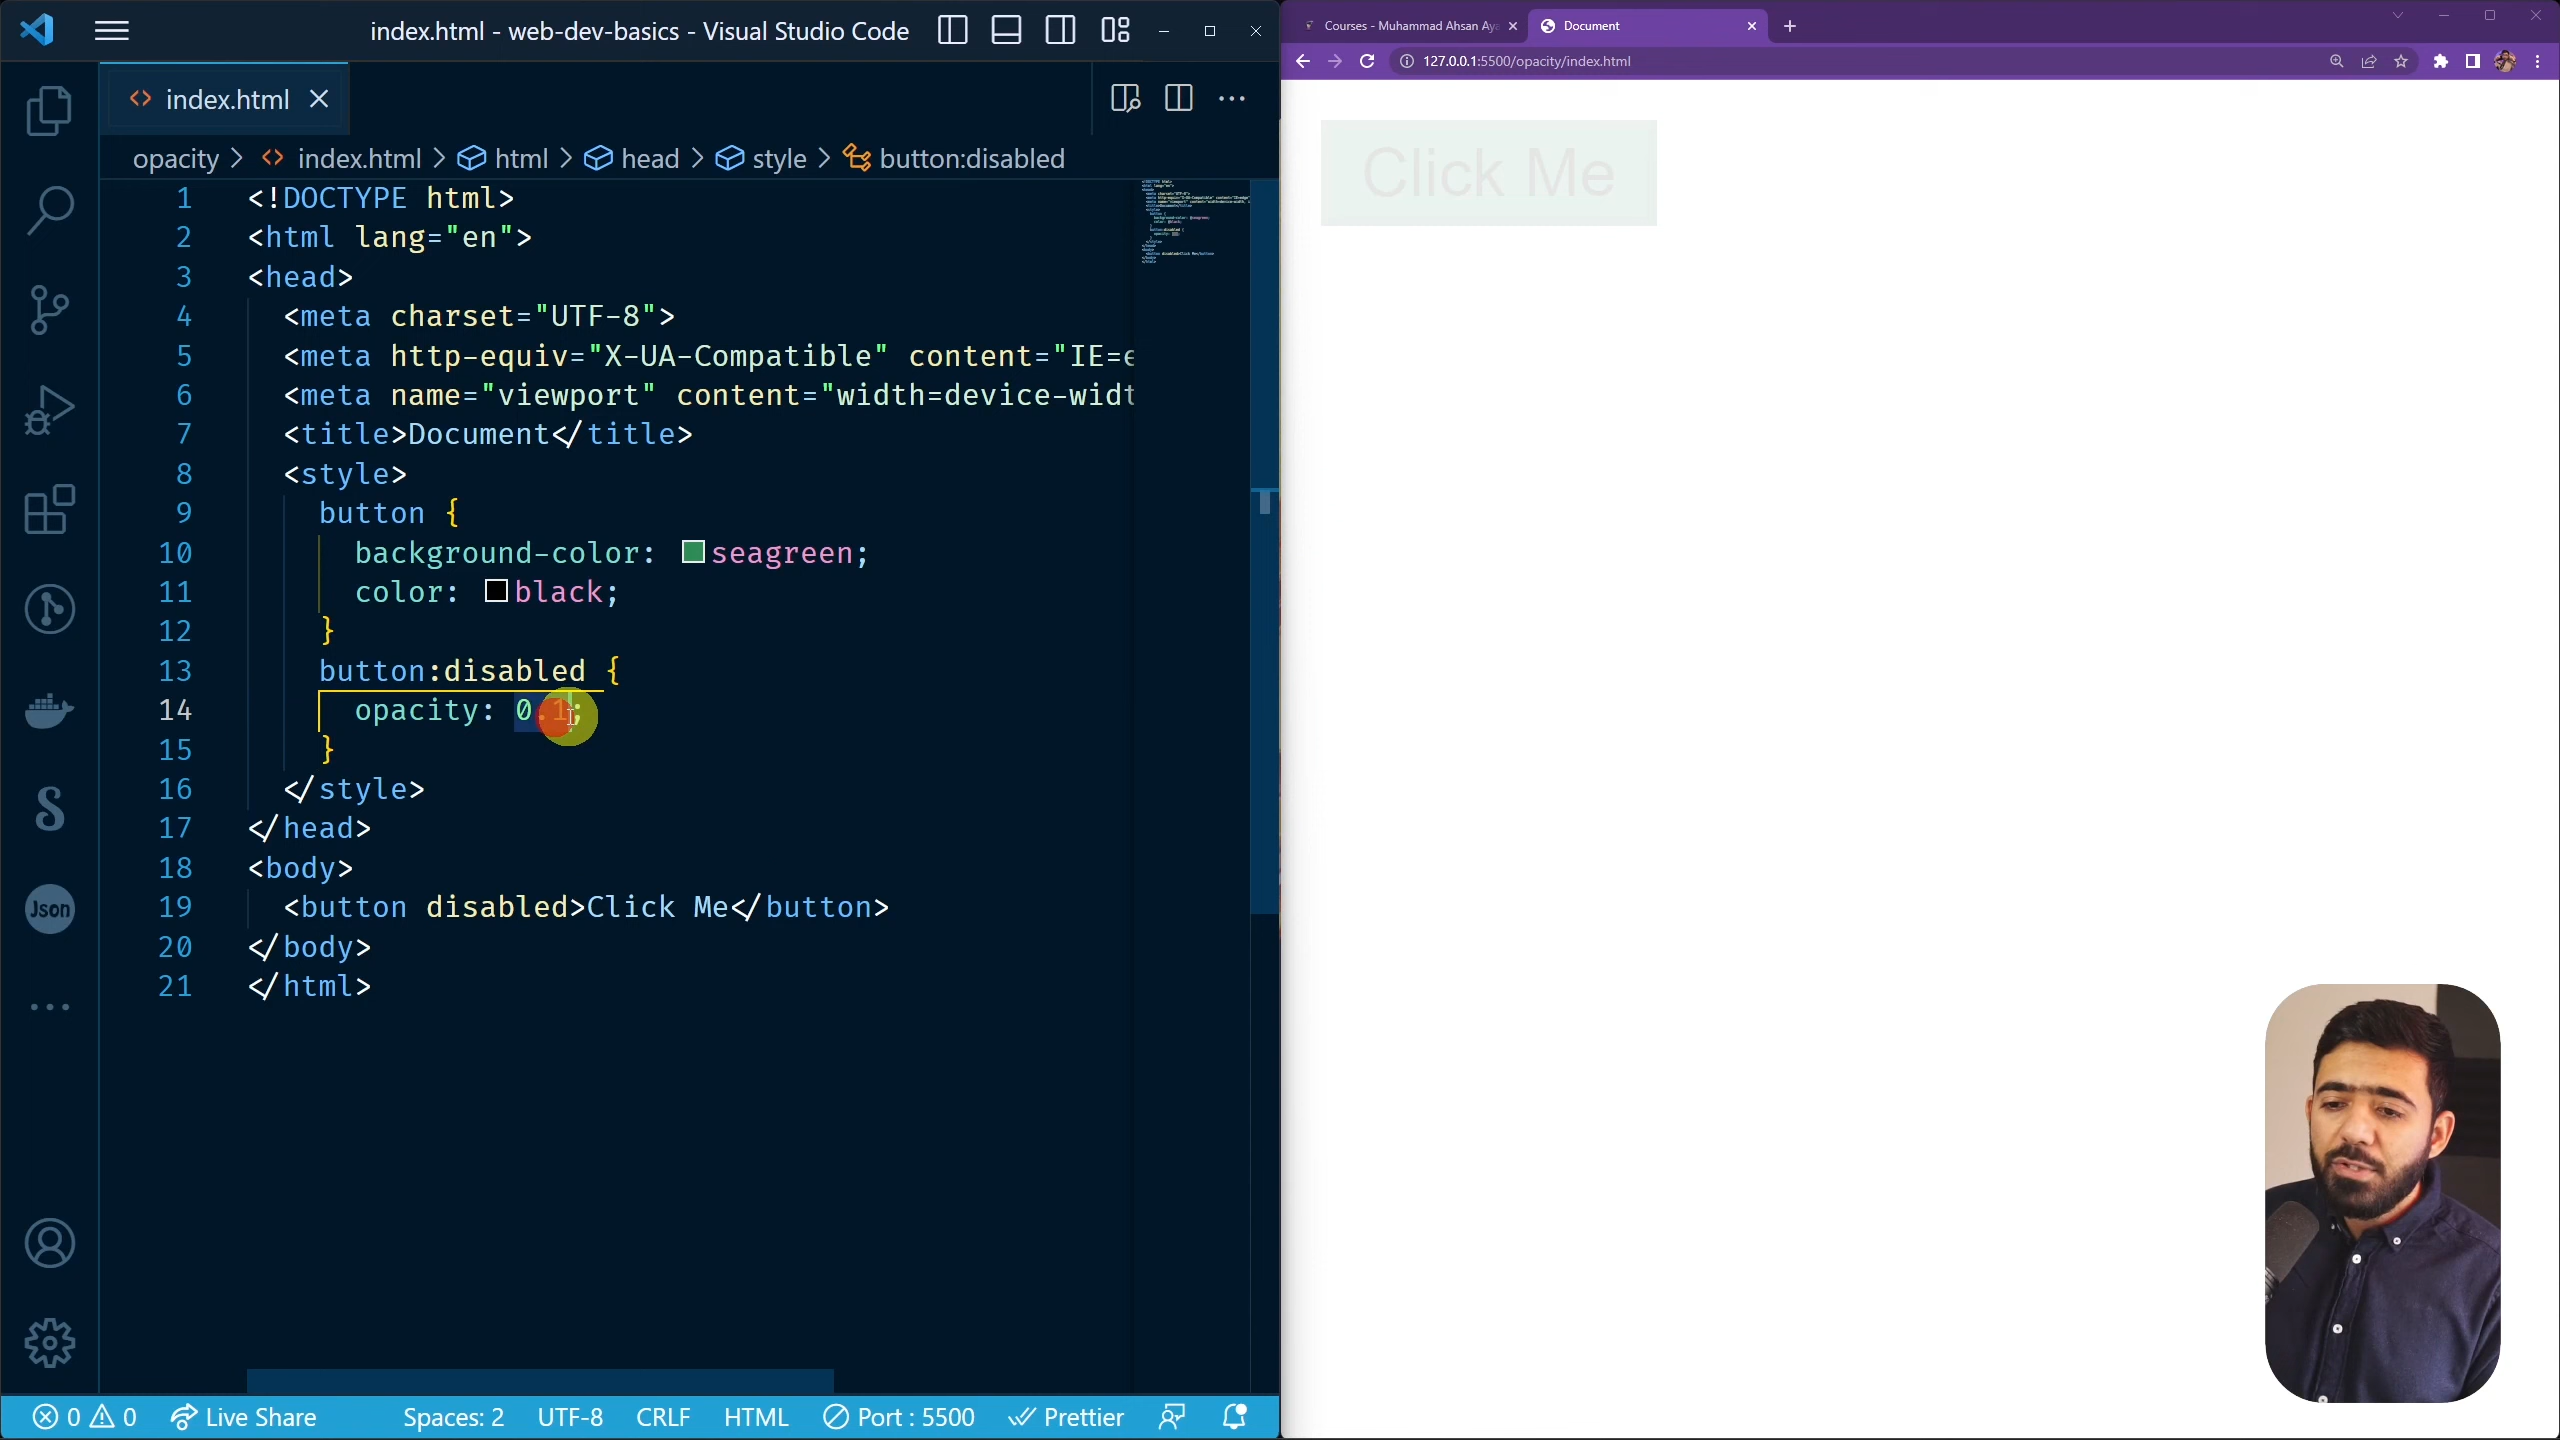 index.html - web-dev-basics - Visual Studio Code
index.html
opacity > index.html > html > head > style > button:disabled
1 <!DOCTYPE html>
2 <html lang="en">
3 <head>
4 <meta charset="UTF-8">
5 <meta http-equiv="X-UA-Compatible" content="IE=e
6 <meta name="viewport" content="width=device-widt
7 <title>Document</title>
8 <style>
9 button {
10 background-color: seagreen;
11 color: black;
12 }
13 button:disabled {
14 opacity: 0.1;
15 }
16 </style>
17 </head>
18 <body>
19 <button disabled>Click Me</button>
20 </body>
21 </html>
Json
0 0 Live Share Spaces: 2 UTF-8 CRLF HTML Port : 5500 Prettier
Courses - Muhammad Ahsan Aya
Document
127.0.0.1:5500/opacity/index.html
Click Me